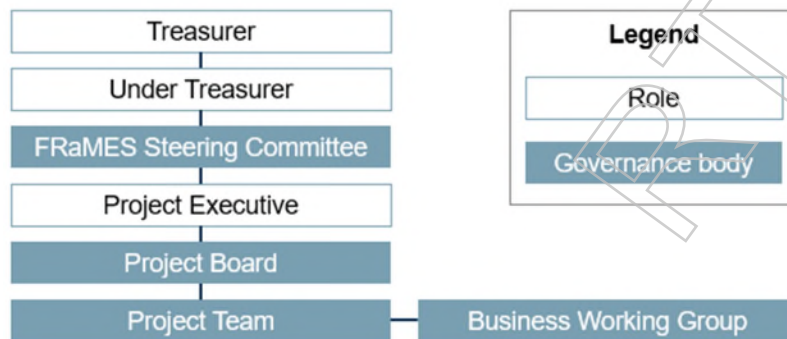 Treasurer
Under Treasurer
FRaMES Steering Committee
Project Executive
Project Board
Project Team
Business Working Group
Legend
Role
Governance body